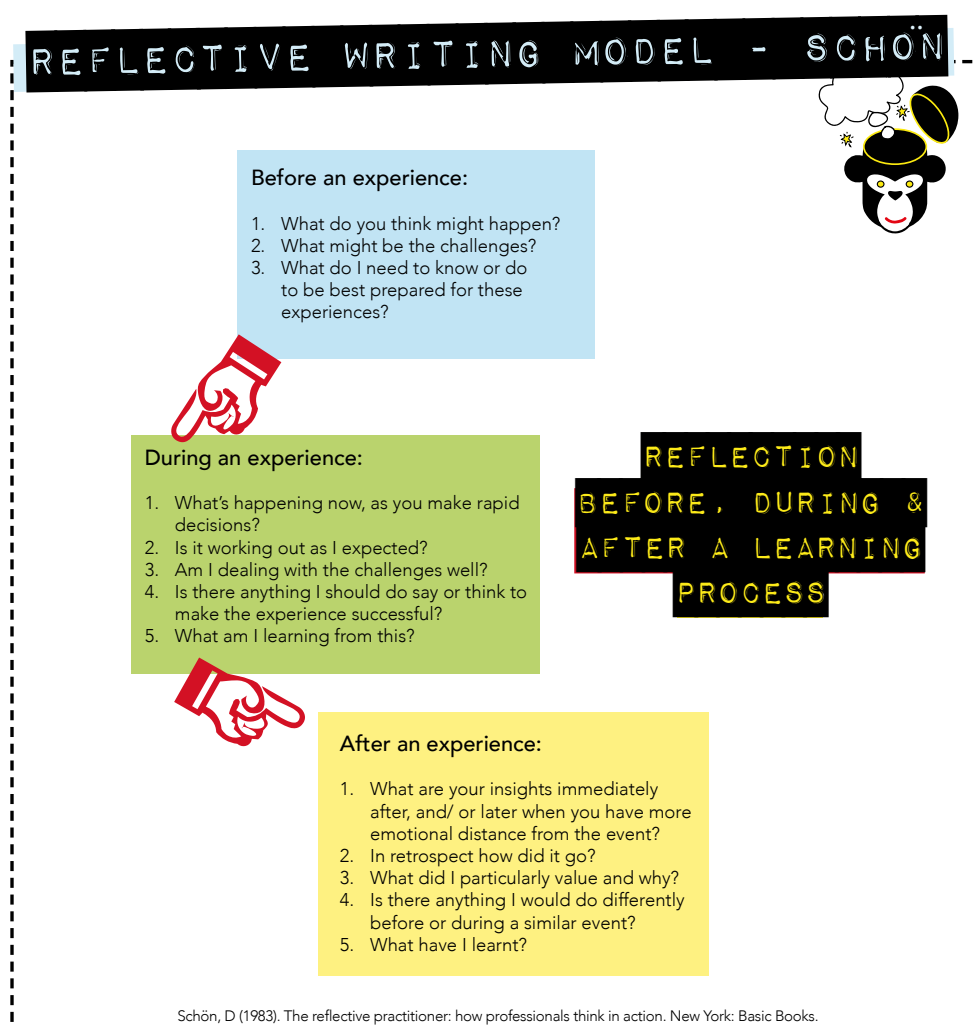 REFLECTIVE WRITING MODEL - SCHÖN
Before an experience:
1. What do you think might happen?
2. What might be the challenges?
3. What do I need to know or do
to be best prepared for these
experiences?
During an experience:
1. What's happening now, as you make rapid
decisions?
2. Is it working out as I expected?
3. Am I dealing with the challenges well?
4. Is there anything I should do say or think to
make the experience successful?
5. What am I learning from this?
REFLECTION
BEFORE, DURING &
AFTER A LEARNING
PROCESS
After an experience:
1. What are your insights immediately
after, and/ or later when you have more
emotional distance from the event?
2. In retrospect how did it go?
3. What did I particularly value and why?
4. Is there anything I would do differently
before or during a similar event?
5. What have I learnt?
Schön, D (1983). The reflective practitioner: how professionals think in action. New York: Basic Books.